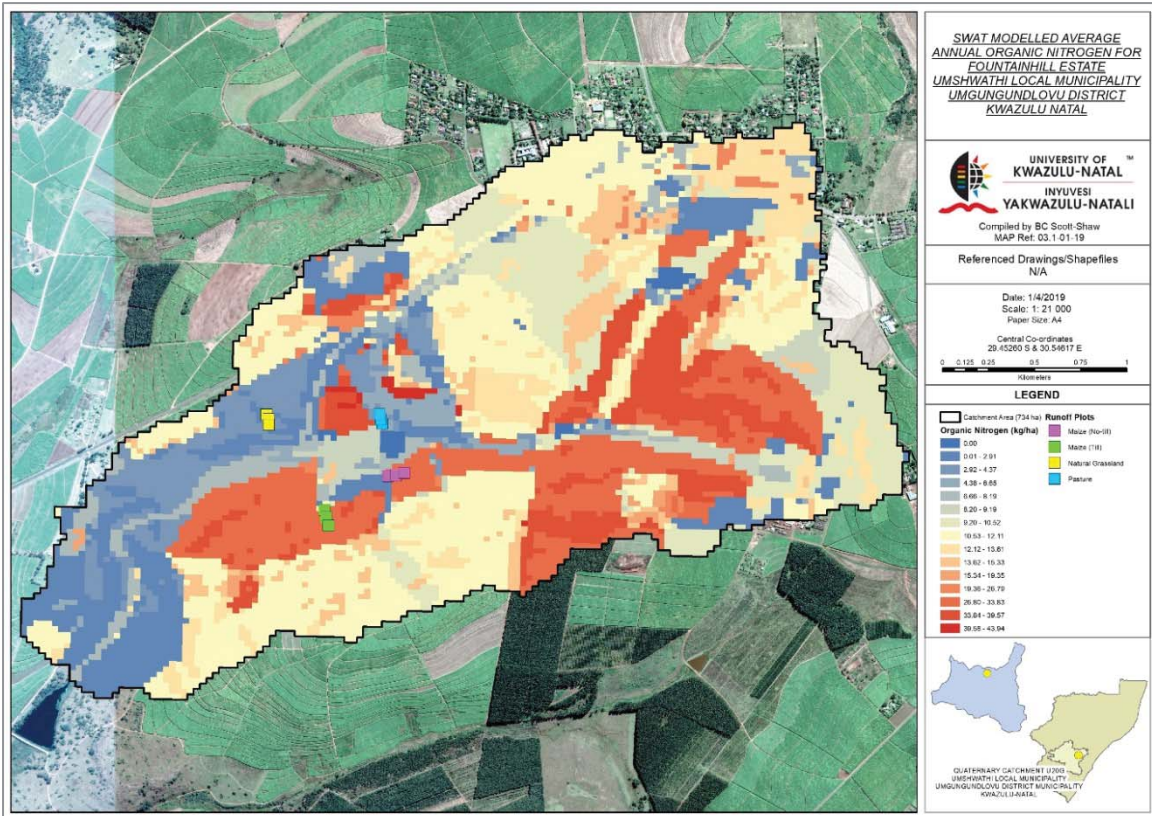 SWAT MODELLED AVERAGE
ANNUAL ORGANIC NITROGEN FOR
FOUNTAINHILL ESTATE
UMSHWATHI LOCAL MUNICIPALITY
UMGUNGUNDLOVU DISTRICT
KWAZULU NATAL
UNIVERSITY OF ™
KWAZULU-NATAL
INYUVESI
YAKWAZULU-NATALI
Compiled by BC Scott-Shaw
MAP Ref: 03.1-01-19
Referenced Drawings/Shapefiles
N/A
Date: 1/4/2019
Scale: 1: 21 000
Paper Size: A4
Central Co-ordinates
29.45260 S & 30.54617 E
0 0.125 0.25 0.5 0.75 1
Kilometers
LEGEND
Catchment Area (734 ha) Runoff Plots
Organic Nitrogen (kg/ha) Maize (No-till)
0.00 Maize (Till)
0.01 - 2.91 Natural Grassland
2.92 - 4.37 Pasture
4.38 - 6.65
6.66 - 8.19
8.20 - 9.19
9.20 - 10.52
10.53 - 12.11
12.12 - 13.61
13.62 - 15.33
15.34 - 19.35
19.36 - 26.79
26.80 - 33.83
33.84 - 39.57
39.58 - 43.94
QUATERNARY CATCHMENT U20G
UMSHWATHI LOCAL MUNICIPALITY
UMGUNGUNDLOVU DISTRICT MUNICIPALITY
KWAZULU-NATAL